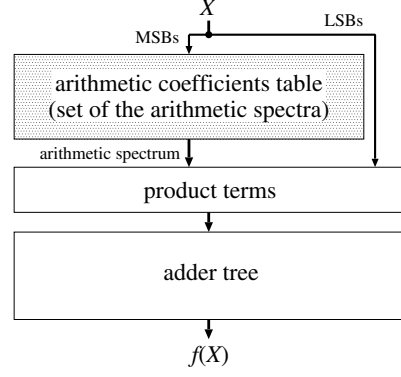 X
MSBs
LSBs
arithmetic coefficients table
(set of the arithmetic spectra)
arithmetic spectrum
product terms
adder tree
f(X)